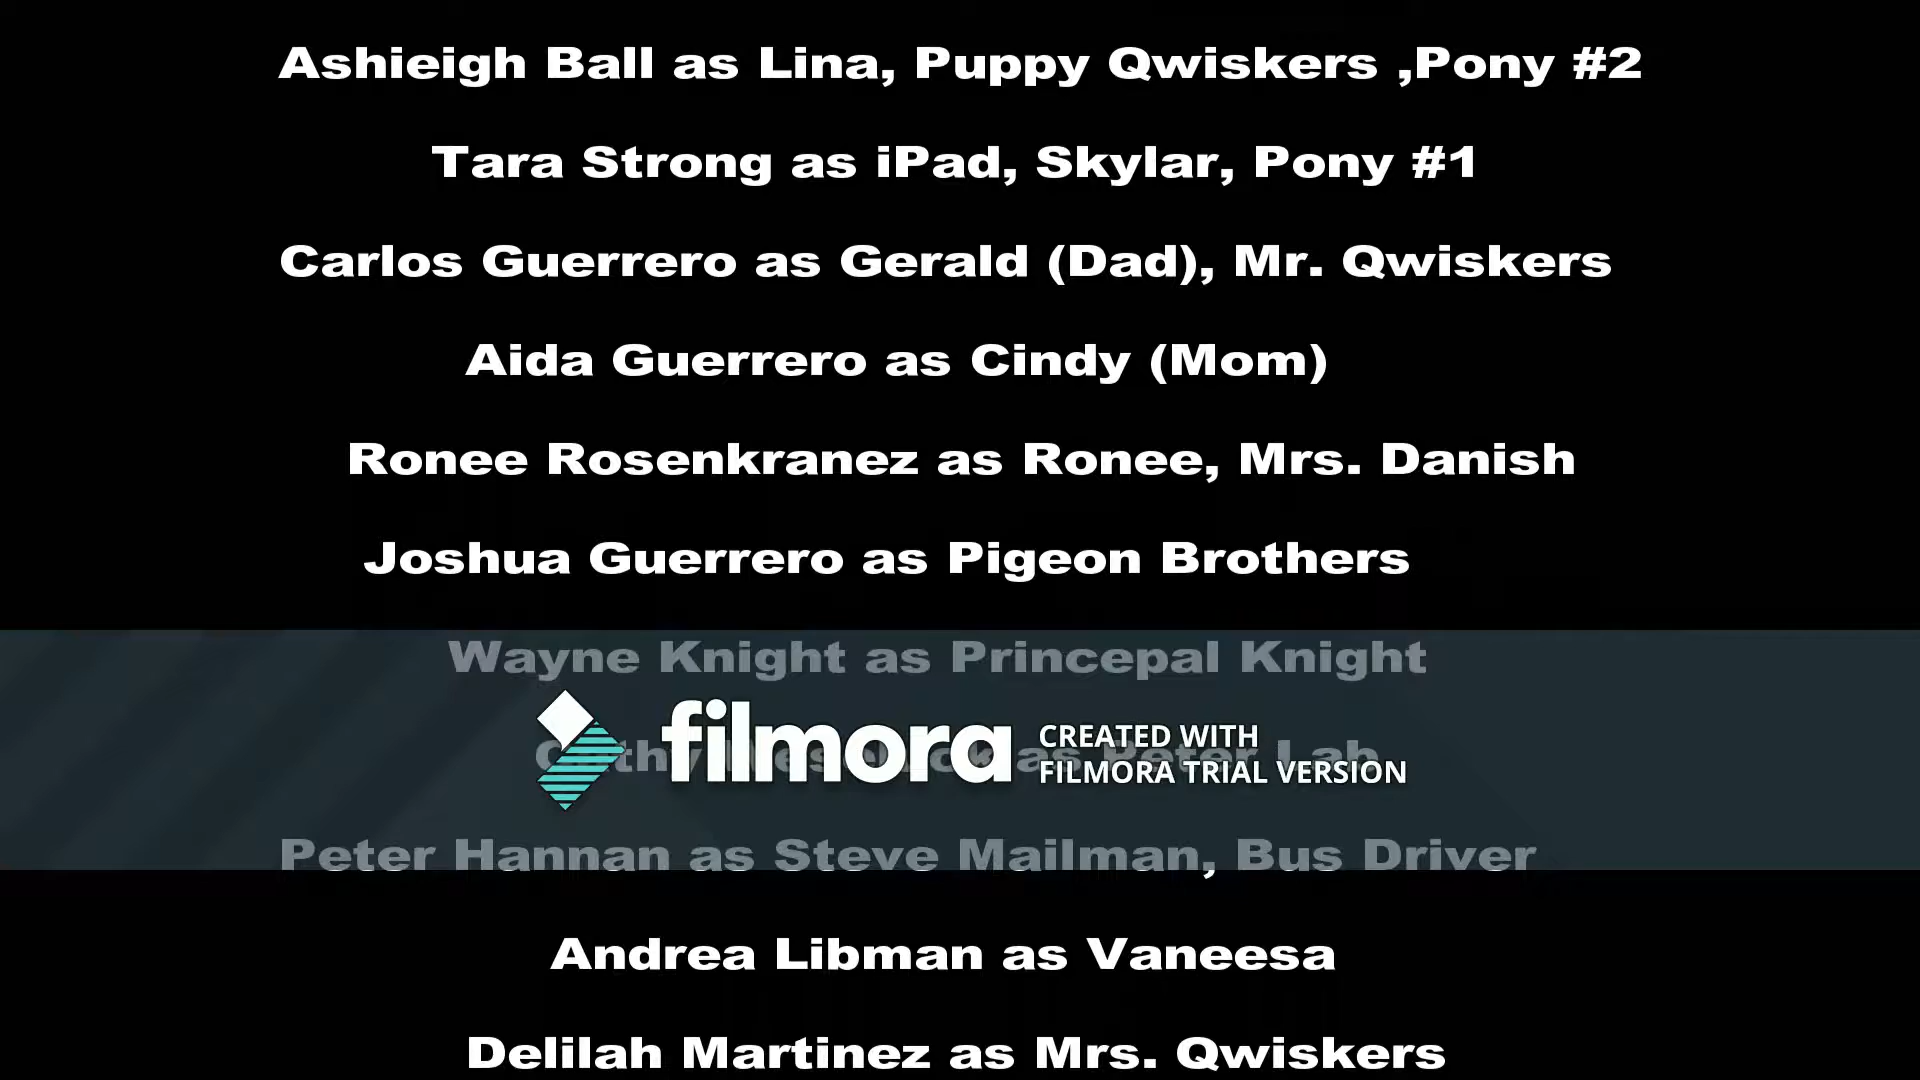 Ashieigh Ball as Lina, Puppy Qwiskers ,Pony #2
Tara Strong as iPad, Skylar, Pony #1
Carlos Guerrero as Gerald (Dad), Mr. Qwiskers
Aida Guerrero as Cindy (Mom)
Ronee Rosenkranez as Ronee, Mrs. Danish
Joshua Guerrero as Pigeon Brothers
Wayne Knight as Princepal Knight
filmora
CREATED WITH
FILMORA TRIAL VERSION
as Peter Lab
Peter Hannan as Steve Mailman, Bus Driver
Andrea Libman as Vaneesa
Delilah Martinez as Mrs. Qwiskers